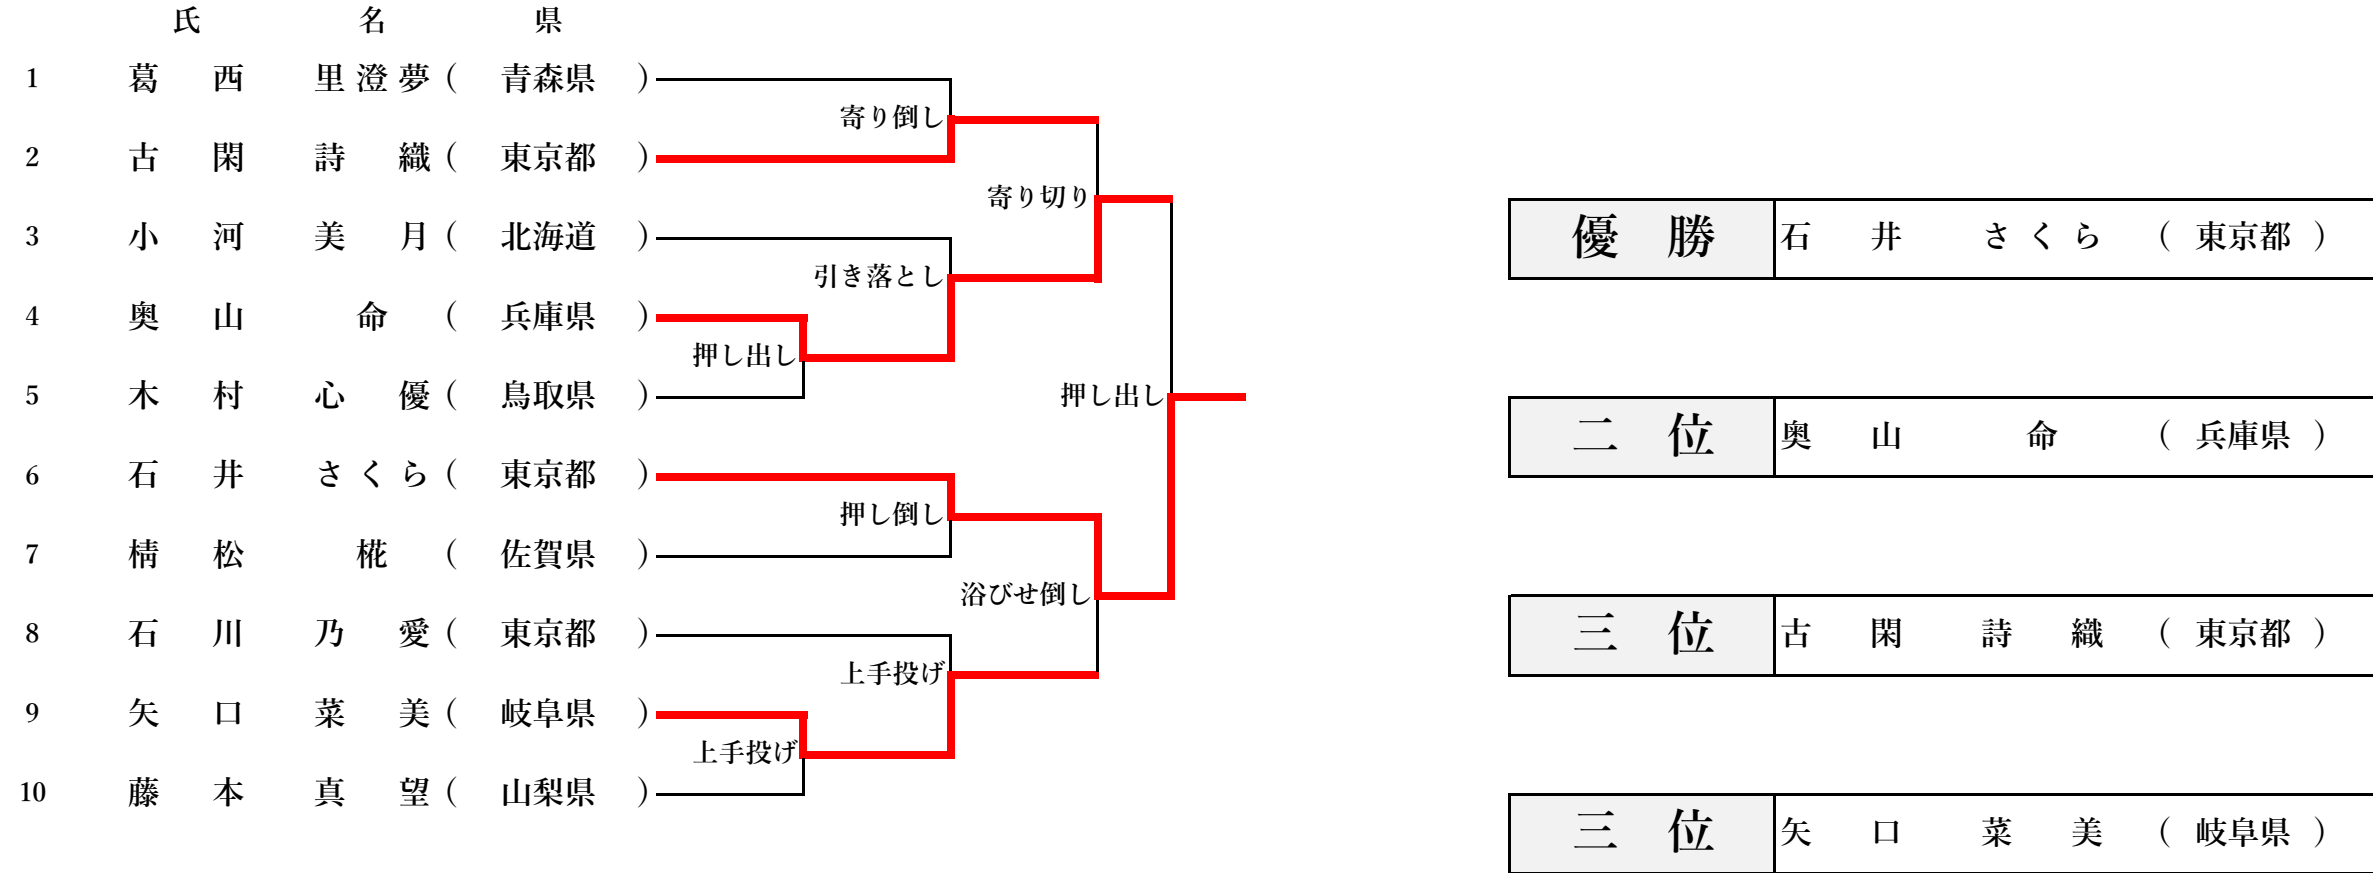 氏 名 県
1 葛 西 里 澄 夢 ( 青森県 )
寄り倒し
2 古 閑 詩 織 ( 東京都 )
寄り切り
3 小 河 美 月 ( 北海道 )
引き落とし
4 奥 山 命 ( 兵庫県 )
押し出し
5 木 村 心 優 ( 鳥取県 )
押し出し
6 石 井 さ く ら ( 東京都 )
押し倒し
7 棈 松 椛 ( 佐賀県 )
浴びせ倒し
8 石 川 乃 愛 ( 東京都 )
上手投げ
9 矢 口 菜 美 ( 岐阜県 )
上手投げ
10 藤 本 真 望 ( 山梨県 )
優 勝 石 井 さ く ら ( 東京都 )
二 位 奥 山 命 ( 兵庫県 )
三 位 古 閑 詩 織 ( 東京都 )
三 位 矢 口 菜 美 ( 岐阜県 )